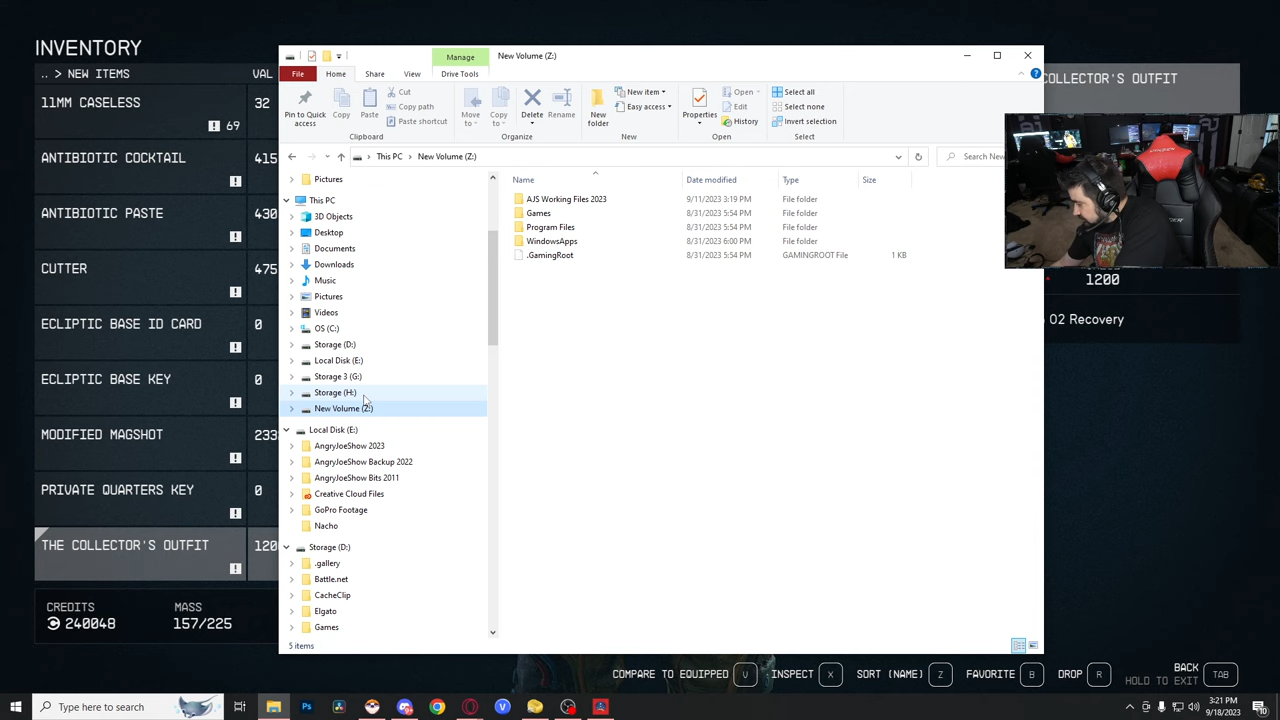 INVENTORY
.. > NEW ITEMS
VAL
11MM CASELESS
32
69
ANTIBIOTIC COCKTAIL
415
ANTIBIOTIC PASTE
430
CUTTER
475
ECLIPTIC BASE ID CARD
0
ECLIPTIC BASE KEY
0
MODIFIED MAGSHOT
233
PRIVATE QUARTERS KEY
0
THE COLLECTOR'S OUTFIT
120
CREDITS
240048
MASS
157/225
Manage
New Volume (Z:)
File
Home
Share
View
Drive Tools
Pin to Quick access
Copy
Paste
Cut
Copy path
Paste shortcut
Clipboard
Move to
Copy to
Delete
Rename
Organize
New folder
New item
Easy access
New
Properties
Open
Edit
History
Open
Select all
Select none
Invert selection
Select
This PC
New Volume (Z:)
Search New
Pictures
This PC
3D Objects
Desktop
Documents
Downloads
Music
Pictures
Videos
OS (C:)
Storage (D:)
Local Disk (E:)
Storage 3 (G:)
Storage (H:)
New Volume (Z:)
Local Disk (E:)
AngryJoeShow 2023
AngryJoeShow Backup 2022
AngryJoeShow Bits 2011
Creative Cloud Files
GoPro Footage
Nacho
Storage (D:)
.gallery
Battle.net
CacheClip
Elgato
Games
Name
Date modified
Type
Size
AJS Working Files 2023 9/11/2023 3:19 PM File folder
Games 8/31/2023 5:54 PM File folder
Program Files 8/31/2023 5:54 PM File folder
WindowsApps 8/31/2023 6:00 PM File folder
.GamingRoot 8/31/2023 5:54 PM GAMINGROOT File 1 KB
5 items
COLLECTOR'S OUTFIT
1200
O2 Recovery
COMPARE TO EQUIPPED V
INSPECT X
SORT (NAME) Z
FAVORITE B
DROP R
BACK
HOLD TO EXIT
TAB
Type here to search
Ps
3:21 PM
9/18/2023